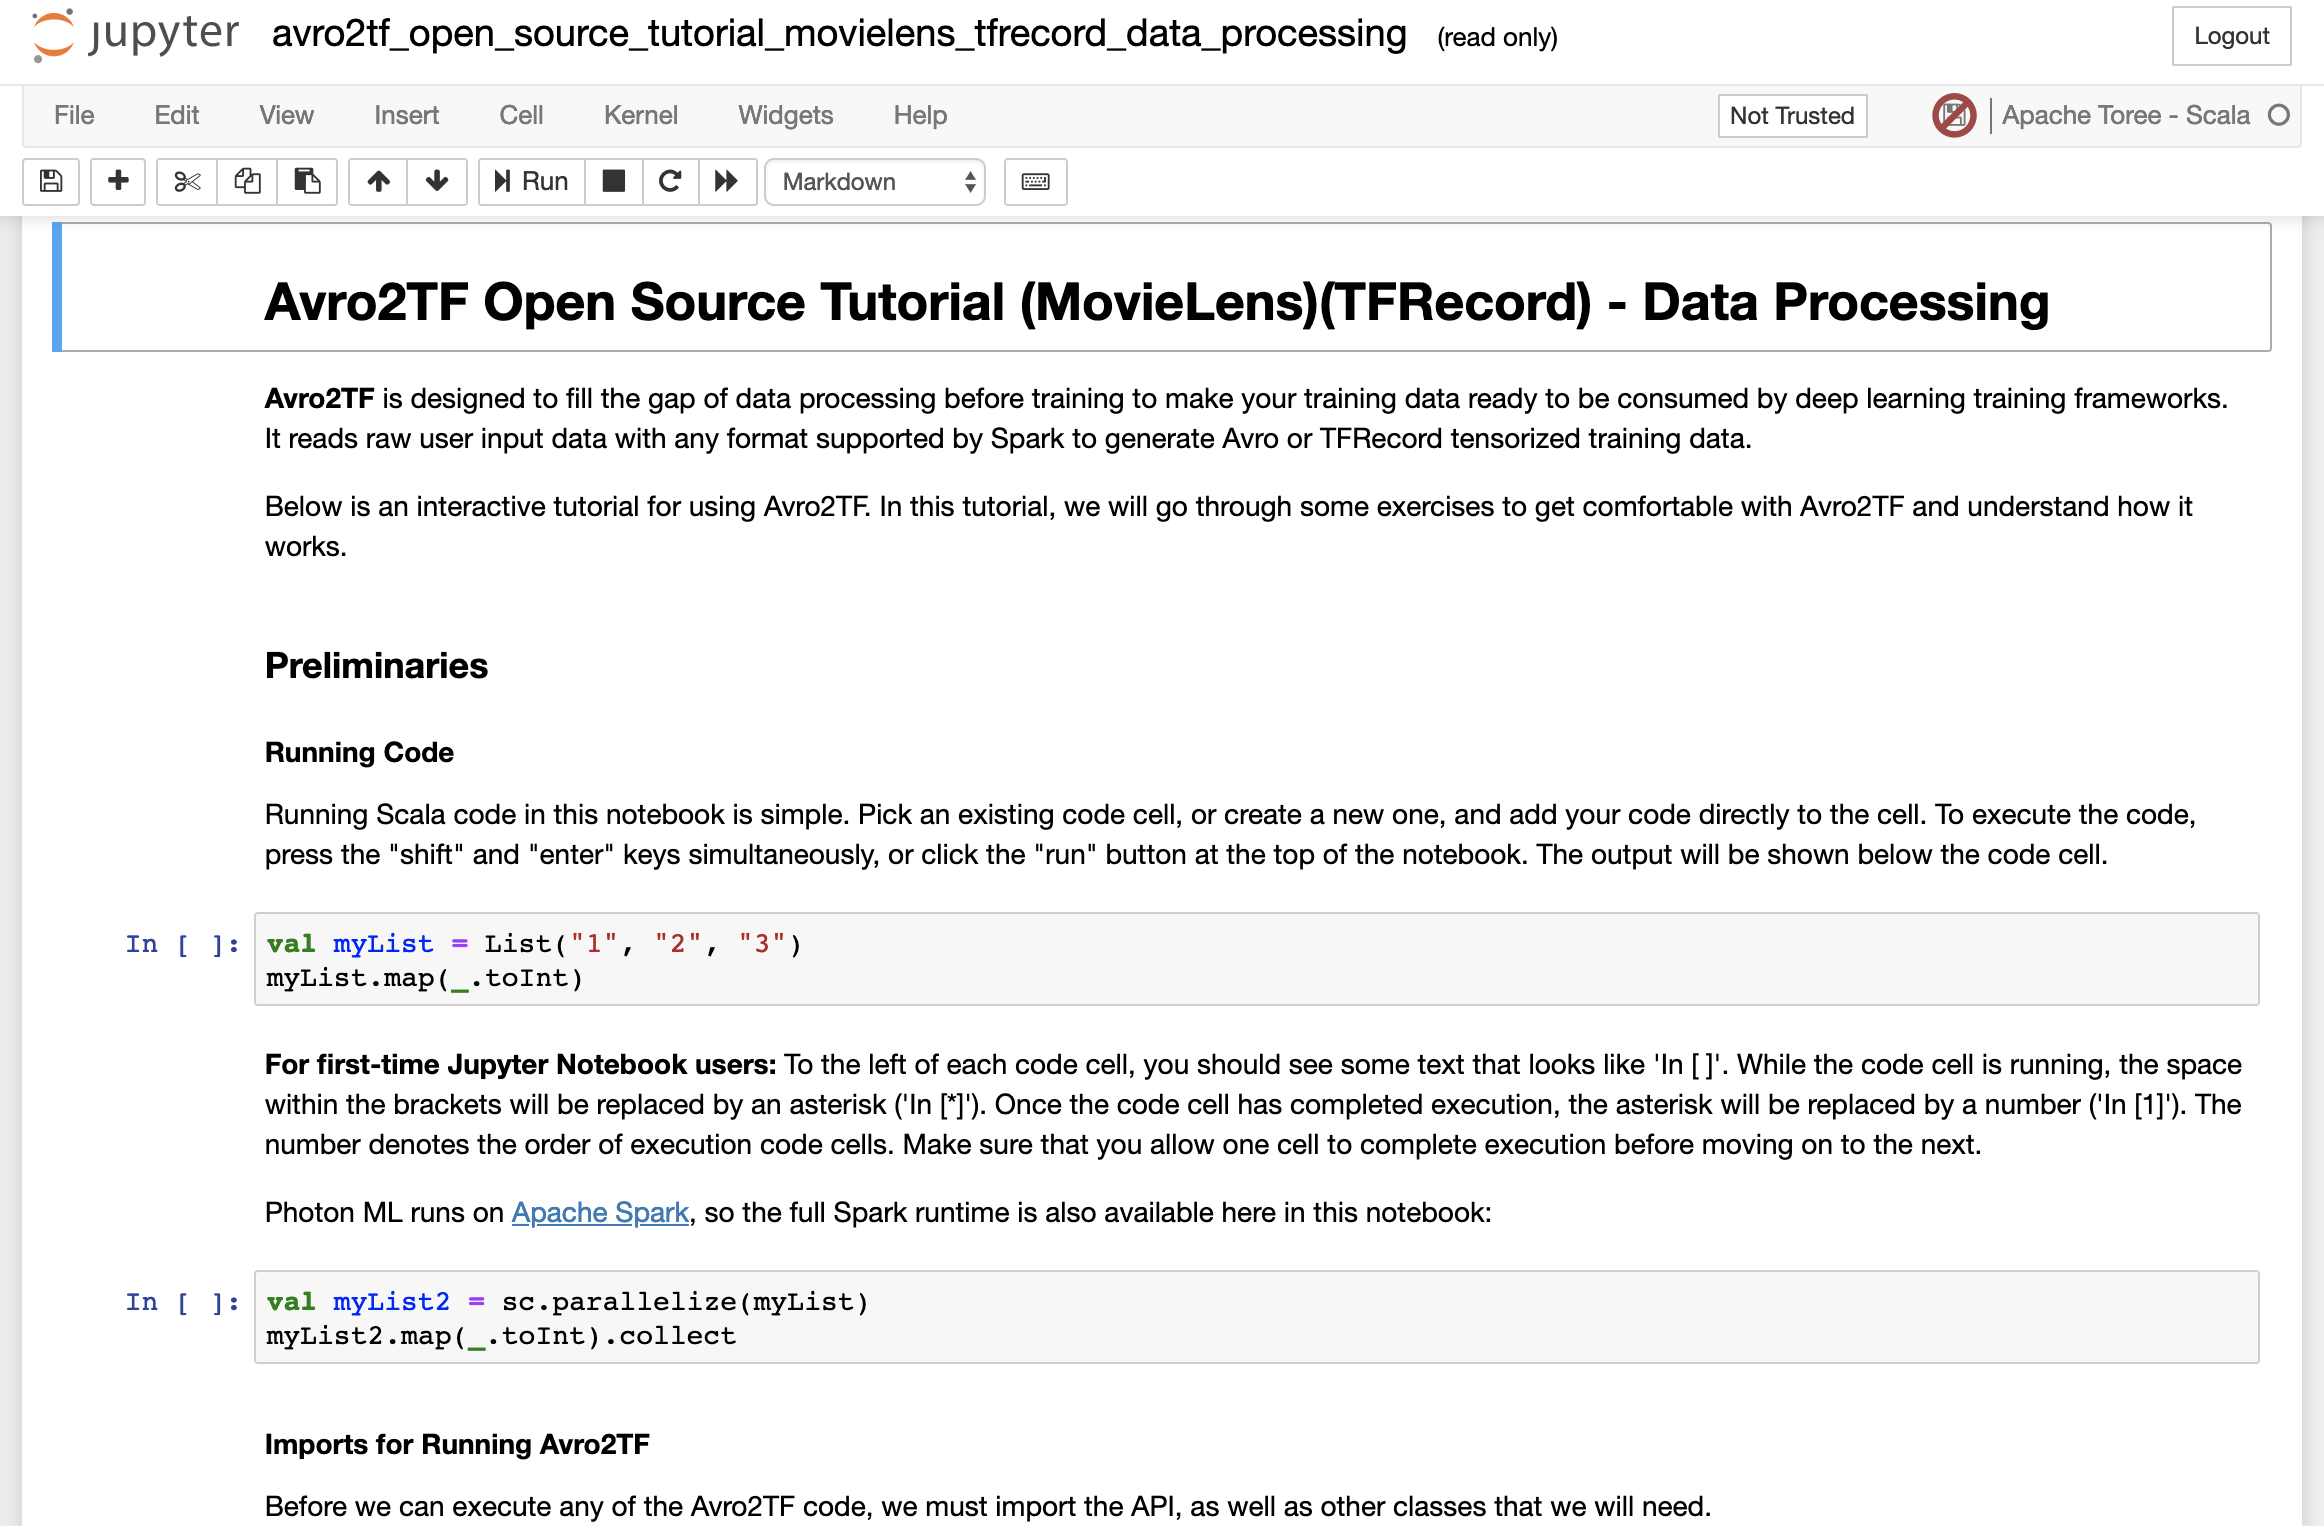 jupyter avro2tf_open_source_tutorial_movielens_tfrecord_data_processing (read only) Logout
File Edit View Insert Cell Kernel Widgets Help Not Trusted Apache Toree - Scala
Run Markdown
Avro2TF Open Source Tutorial (MovieLens)(TFRecord) - Data Processing
Avro2TF is designed to fill the gap of data processing before training to make your training data ready to be consumed by deep learning training frameworks.
It reads raw user input data with any format supported by Spark to generate Avro or TFRecord tensorized training data.
Below is an interactive tutorial for using Avro2TF. In this tutorial, we will go through some exercises to get comfortable with Avro2TF and understand how it
works.
Preliminaries
Running Code
Running Scala code in this notebook is simple. Pick an existing code cell, or create a new one, and add your code directly to the cell. To execute the code,
press the "shift" and "enter" keys simultaneously, or click the "run" button at the top of the notebook. The output will be shown below the code cell.
In [ ]: val myList = List("1", "2", "3")
myList.map(_.toInt)
For first-time Jupyter Notebook users: To the left of each code cell, you should see some text that looks like 'In [ ]'. While the code cell is running, the space
within the brackets will be replaced by an asterisk ('In [*]'). Once the code cell has completed execution, the asterisk will be replaced by a number ('In [1]'). The
number denotes the order of execution code cells. Make sure that you allow one cell to complete execution before moving on to the next.
Photon ML runs on Apache Spark, so the full Spark runtime is also available here in this notebook:
In [ ]: val myList2 = sc.parallelize(myList)
myList2.map(_.toInt).collect
Imports for Running Avro2TF
Before we can execute any of the Avro2TF code, we must import the API, as well as other classes that we will need.